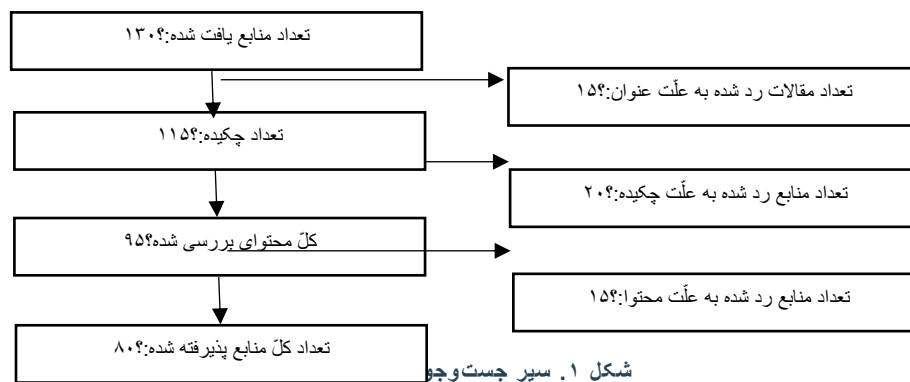 تعداد منابع یافت شده:؟۱۳۰
تعداد مقالات رد شده به علّت عنوان:؟۱۵
تعداد چکیده:؟۱۱۵
تعداد منابع رد شده به علّت چکیده:؟۲۰
کلّ محتوای بررسی شده؟۹۵
تعداد منابع رد شده به علّت محتوا:؟۱۵
تعداد کلّ منابع پذیرفته شده:؟۸۰
شکل ۱. سیر جست‌وجو